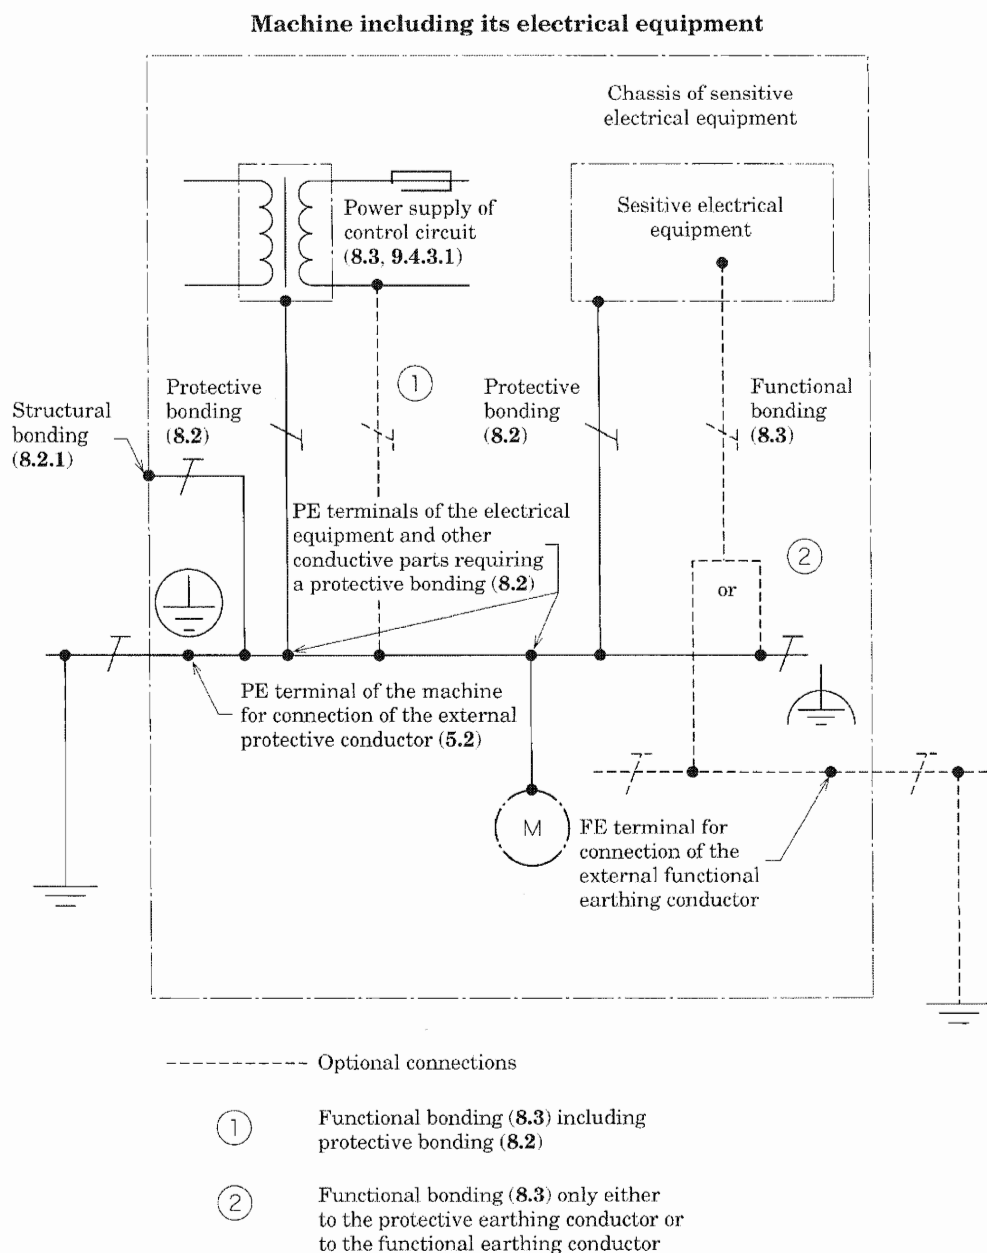 Machine including its electrical equipment
Chassis of sensitive
electrical equipment
Power supply of
control circuit
(8.3, 9.4.3.1)
Sesitive electrical
equipment
1
Structural
bonding
(8.2.1)
Protective
bonding
(8.2)
Protective
bonding
(8.2)
Functional
bonding
(8.3)
PE terminals of the electrical
equipment and other
conductive parts requiring
a protective bonding (8.2)
2
or
PE terminal of the machine
for connection of the external
protective conductor (5.2)
M
FE terminal for
connection of the
external functional
earthing conductor
Optional connections
1
Functional bonding (8.3) including
protective bonding (8.2)
2
Functional bonding (8.3) only either
to the protective earthing conductor or
to the functional earthing conductor